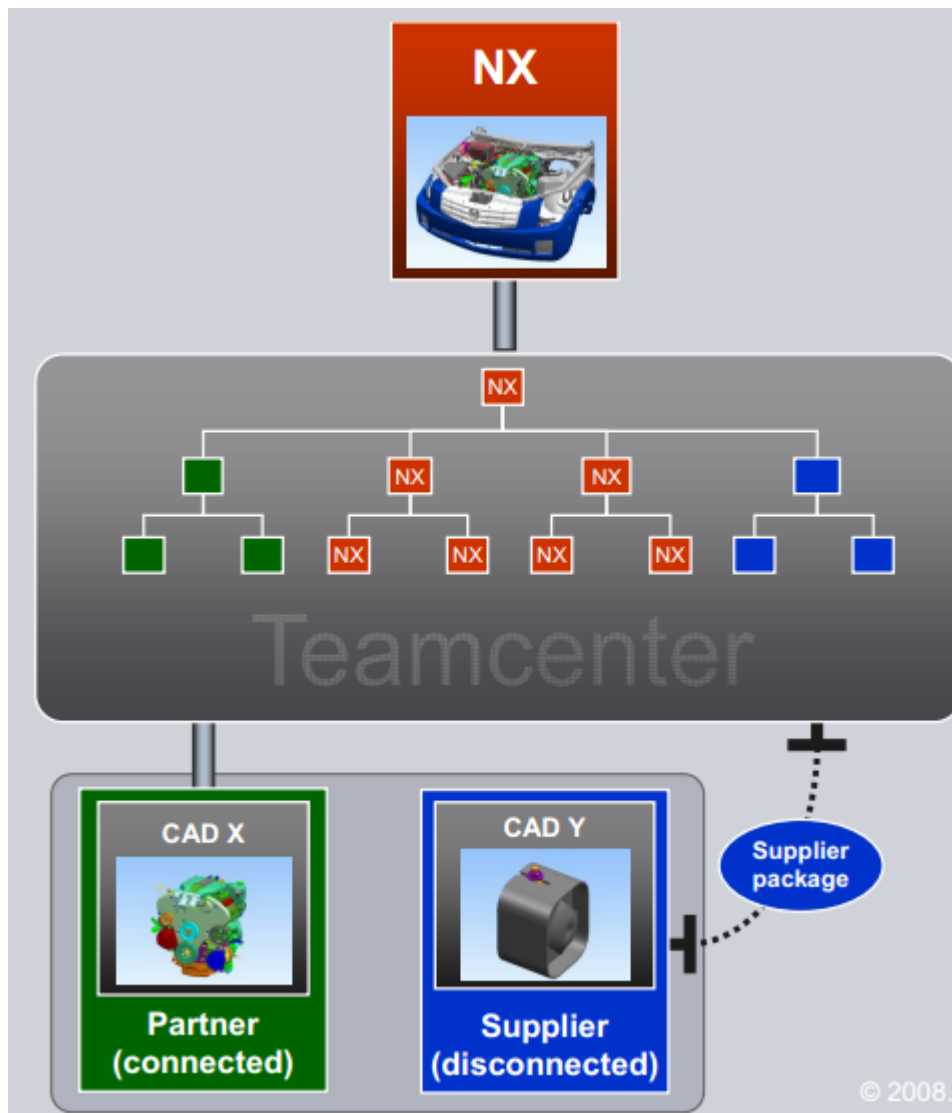 NX
NX
NX
NX
NX
NX
NX
NX
Teamcenter
CAD X
CAD Y
Supplier
package
Partner
(connected)
Supplier
(disconnected)
© 2008.